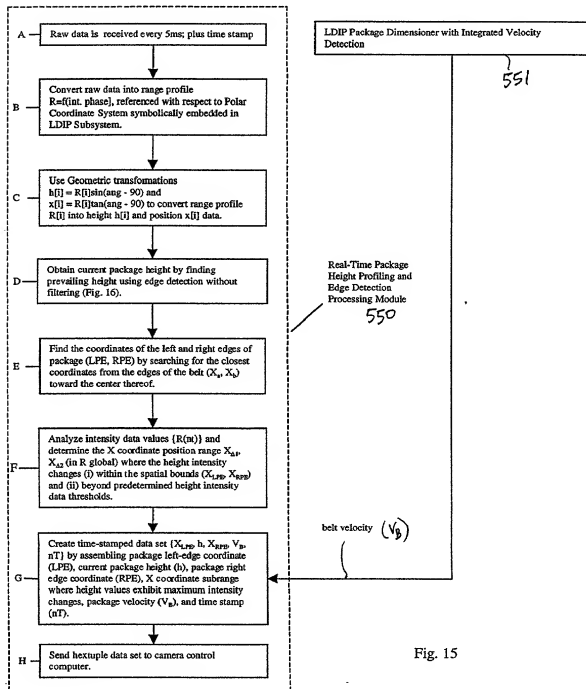 A
Raw data is received every 5ms; plus time stamp
B
Convert raw data into range profile
R=f(int. phase], referenced with respect to Polar
Coordinate System symbolically embedded in
LDIP Subsystem.
C
Use Geometric transformations
h[i] = R[i]sin(ang - 90) and
x[i] = R[i]tan(ang - 90) to convert range profile
R[i] into height h[i] and position x[i] data.
D
Obtain current package height by finding
prevailing height using edge detection without
filtering (Fig. 16).
E
Find the coordinates of the left and right edges of
package (LPE, RPE) by searching for the closest
coordinates from the edges of the belt (Xa, Xb)
toward the center thereof.
F
Analyze intensity data values {R(nt)} and
determine the X coordinate position range XΔ1,
XΔ2 (in R global) where the height intensity
changes (i) within the spatial bounds (XLPE, XRPE)
and (ii) beyond predetermined height intensity
data thresholds.
G
Create time-stamped data set {XLPE, h, XRPE, VB,
nT} by assembling package left-edge coordinate
(LPE), current package height (h), package right
edge coordinate (RPE), X coordinate subrange
where height values exhibit maximum intensity
changes, package velocity (VB), and time stamp
(nT).
H
Send hextuple data set to camera control
computer.
LDIP Package Dimensioner with Integrated Velocity
Detection
551
Real-Time Package
Height Profiling and
Edge Detection
Processing Module
550
belt velocity (VB)
Fig. 15